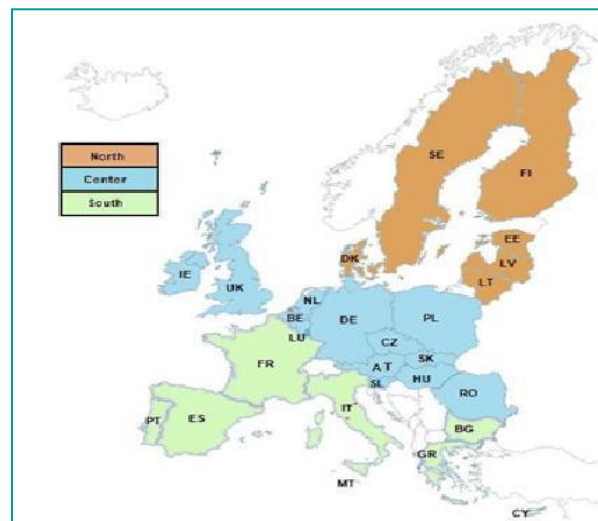 North
Center
South
SE
FI
EE
LV
LT
DK
IE
UK
NL
BE
LU
DE
PL
CZ
SK
AT
HU
SL
RO
FR
IT
PT
ES
BG
GR
MT
CY